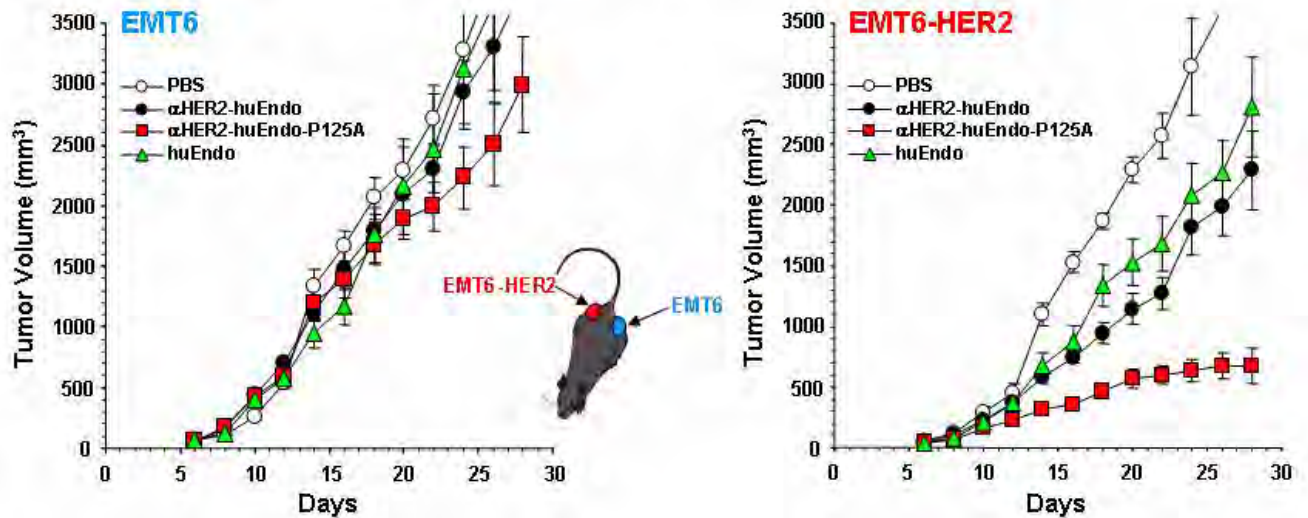 EMT6
PBS
αHER2-huEndo
αHER2-huEndo-P125A
huEndo
Tumor Volume (mm³)
3500
3000
2500
2000
1500
1000
500
0
0
5
10
15
20
25
30
Days
EMT6-HER2
EMT6
EMT6-HER2
PBS
αHER2-huEndo
αHER2-huEndo-P125A
huEndo
Tumor Volume (mm³)
3500
3000
2500
2000
1500
1000
500
0
0
5
10
15
20
25
30
Days